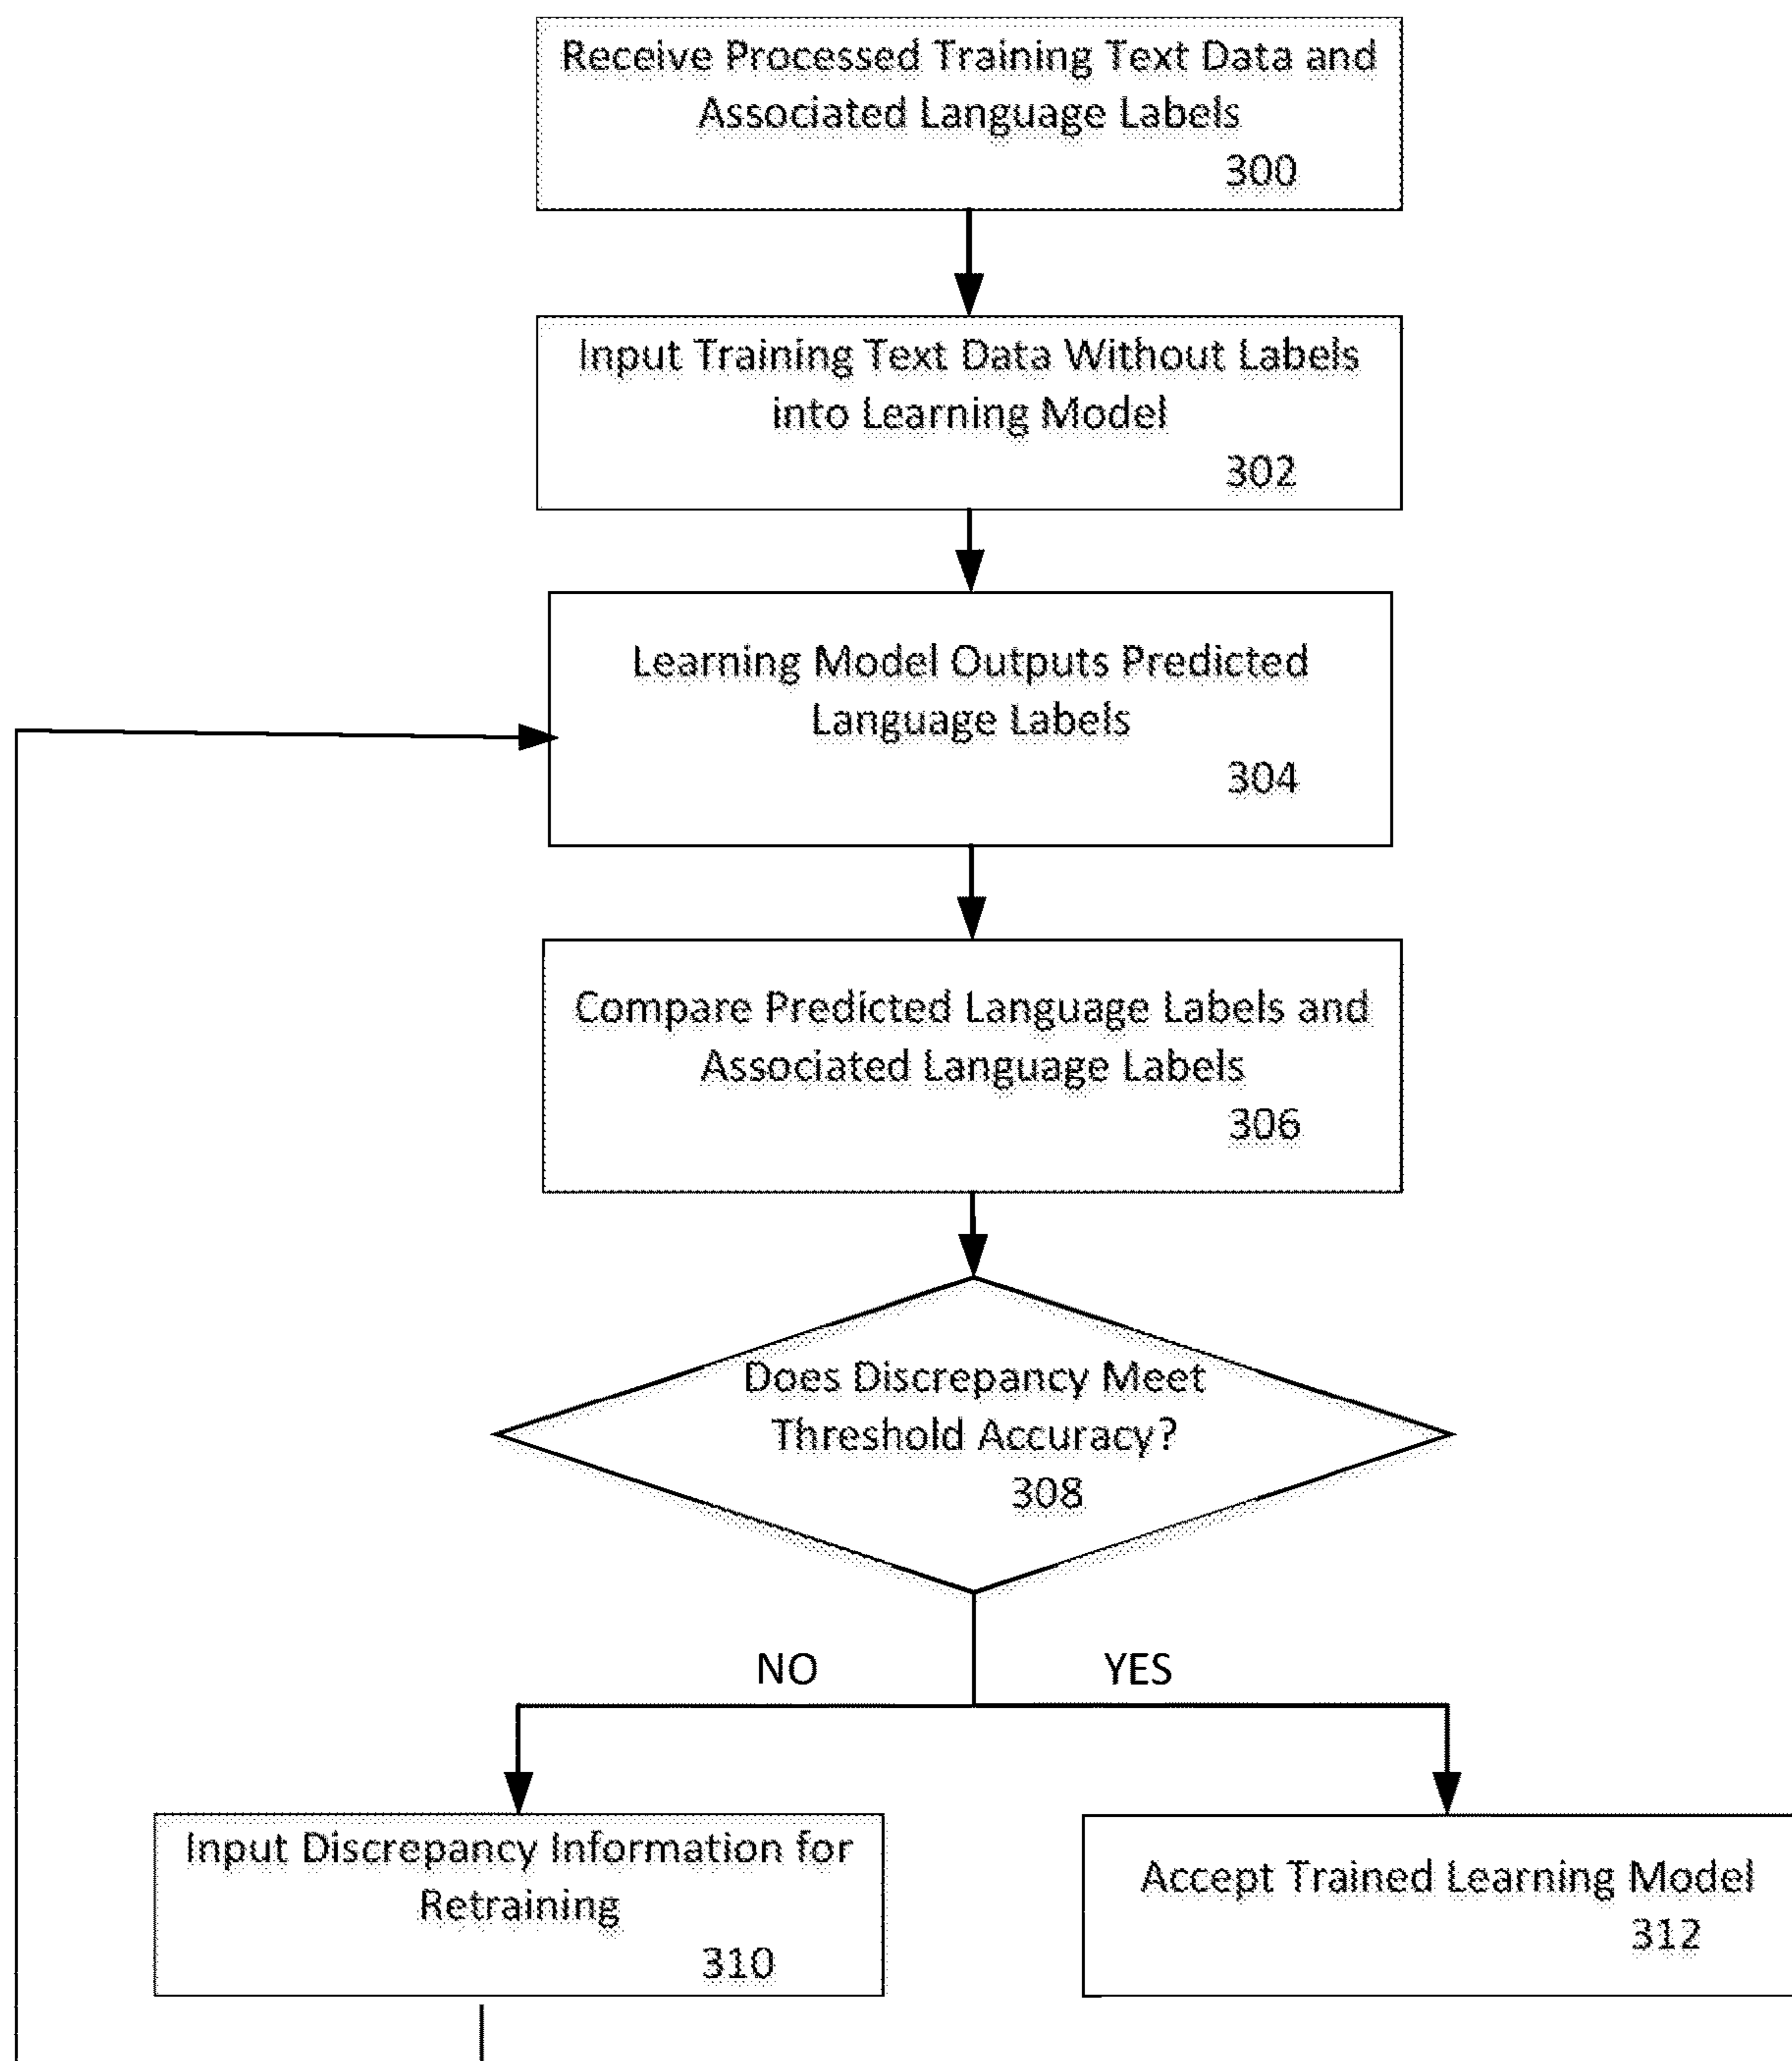 Receive Processed Training Text Data and
Associated Language Labels
300
Input Training Text Data Without Labels
into Learning Model
302
Learning Model Outputs Predicted
Language Labels
304
Compare Predicted Language Labels and
Associated Language Labels
306
Does Discrepancy Meet
Threshold Accuracy?
308
NO
YES
Input Discrepancy Information for
Retraining
310
Accept Trained Learning Model
312